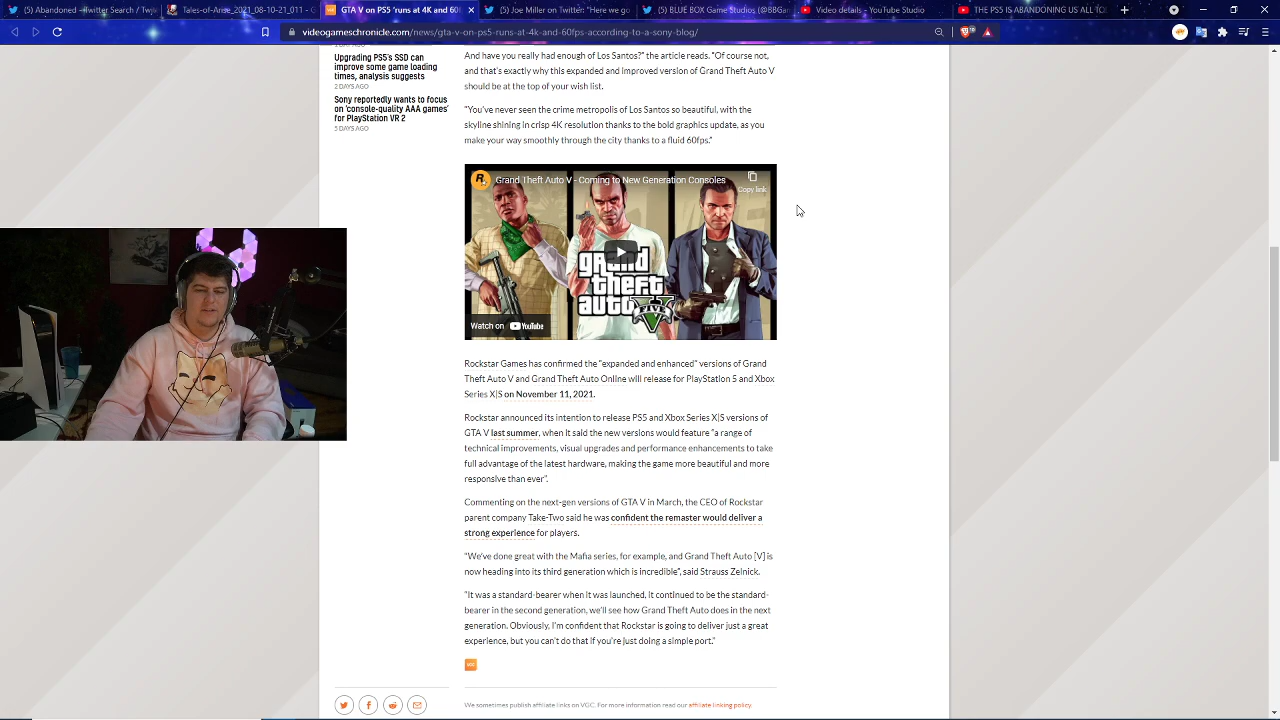 (5) Abandoned - Twitter Search / Twi
Tales-of-Arise_2021_08-10-21_011
GTA V on PS5 'runs at 4K and 60
(5) Joe Miller on Twitter: "He we go
(5) BLUE BOX Game Studios (@BBGa
Video details - YouTube Studio
THE PS5 IS ABANDONING US ALL TO
videogameschronicle.com/news/gta-v-on-ps5-runs-at-4k-and-60fps-according-to-a-sony-blog/
Upgrading PS5's SSD can
improve some game loading
times, analysis suggests
2 DAYS AGO
Sony reportedly wants to focus
on 'console-quality AAA games'
for PlayStation VR 2
5 DAYS AGO
And have you really had enough of Los Santos?" the article reads. "Of course not,
and that's exactly why this expanded and improved version of Grand Theft Auto V
should be at the top of your wish list.
"You've never seen the crime metropolis of Los Santos so beautiful, with the
skyline shining in crisp 4K resolution thanks to the bold graphics update, as you
make your way smoothly through the city thanks to a fluid 60fps."
Grand Theft Auto V - Coming to New Generation Consoles
Copy link
grand
theft
auto V
FIVE
Watch on YouTube
Rockstar Games has confirmed the "expanded and enhanced" versions of Grand
Theft Auto V and Grand Theft Auto Online will release for PlayStation 5 and Xbox
Series X|S on November 11, 2021.
Rockstar announced its intention to release PS5 and Xbox Series X|S versions of
GTA V last summer, when it said the new versions would feature "a range of
technical improvements, visual upgrades and performance enhancements to take
full advantage of the latest hardware, making the game more beautiful and more
responsive than ever".
Commenting on the next-gen versions of GTA V in March, the CEO of Rockstar
parent company Take-Two said he was confident the remaster would deliver a
strong experience for players.
"We've done great with the Mafia series, for example, and Grand Theft Auto [V] is
now heading into its third generation which is incredible", said Strauss Zelnick.
"It was a standard-bearer when it was launched, it continued to be the standard-
bearer in the second generation, we'll see how Grand Theft Auto does in the next
generation. Obviously, I'm confident that Rockstar is going to deliver just a great
experience, but you can't do that if you're just doing a simple port."
We sometimes publish affiliate links on VGC. For more information read our affiliate linking policy.